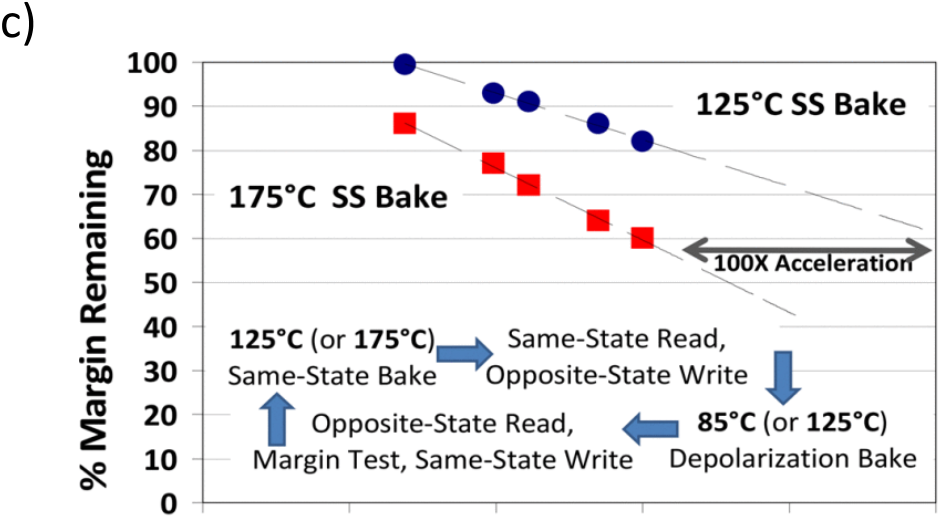 c)
% Margin Remaining
100
90
80
70
60
50
40
30
20
10
0
125°C SS Bake
175°C SS Bake
100X Acceleration
125°C (or 175°C)
Same-State Bake
Same-State Read,
Opposite-State Write
85°C (or 125°C)
Depolarization Bake
Opposite-State Read,
Margin Test, Same-State Write